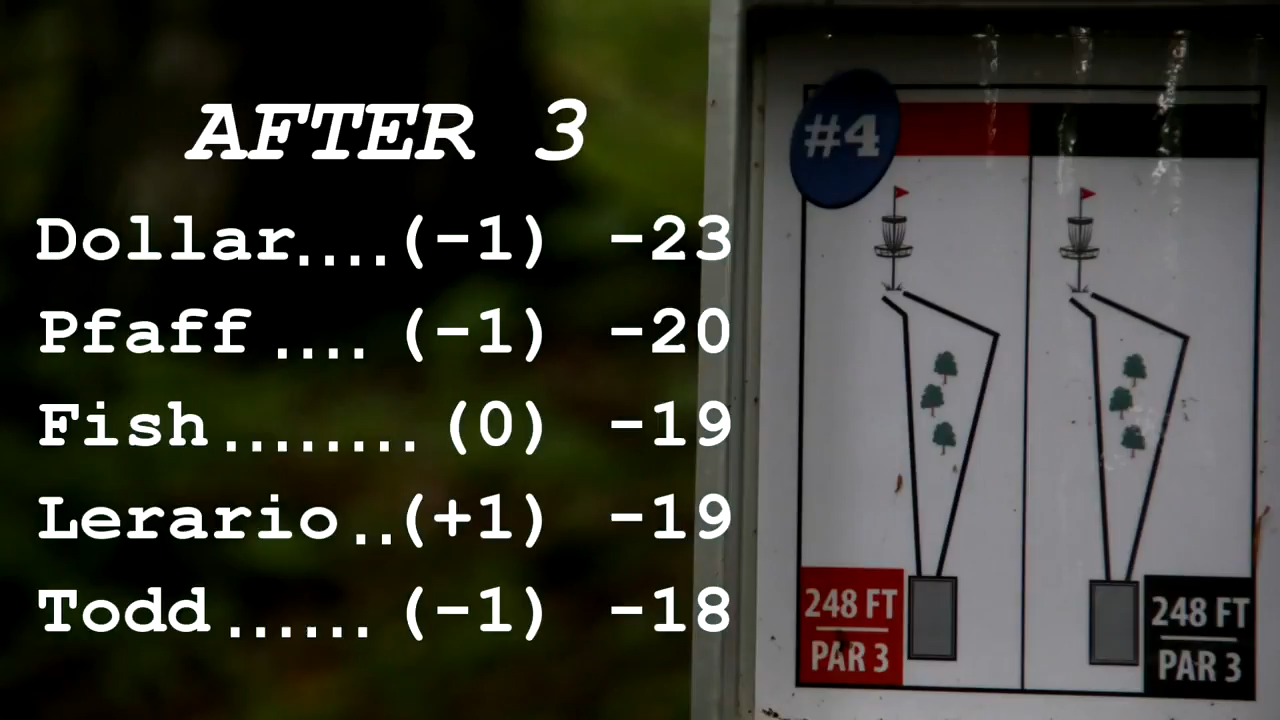 AFTER 3
Dollar....(-1) -23
Pfaff .... (-1) -20
Fish ........ (0) -19
Lerario ..(+1) -19
Todd ...... (-1) -18
#4
248 FT
PAR 3
248 FT
PAR 3